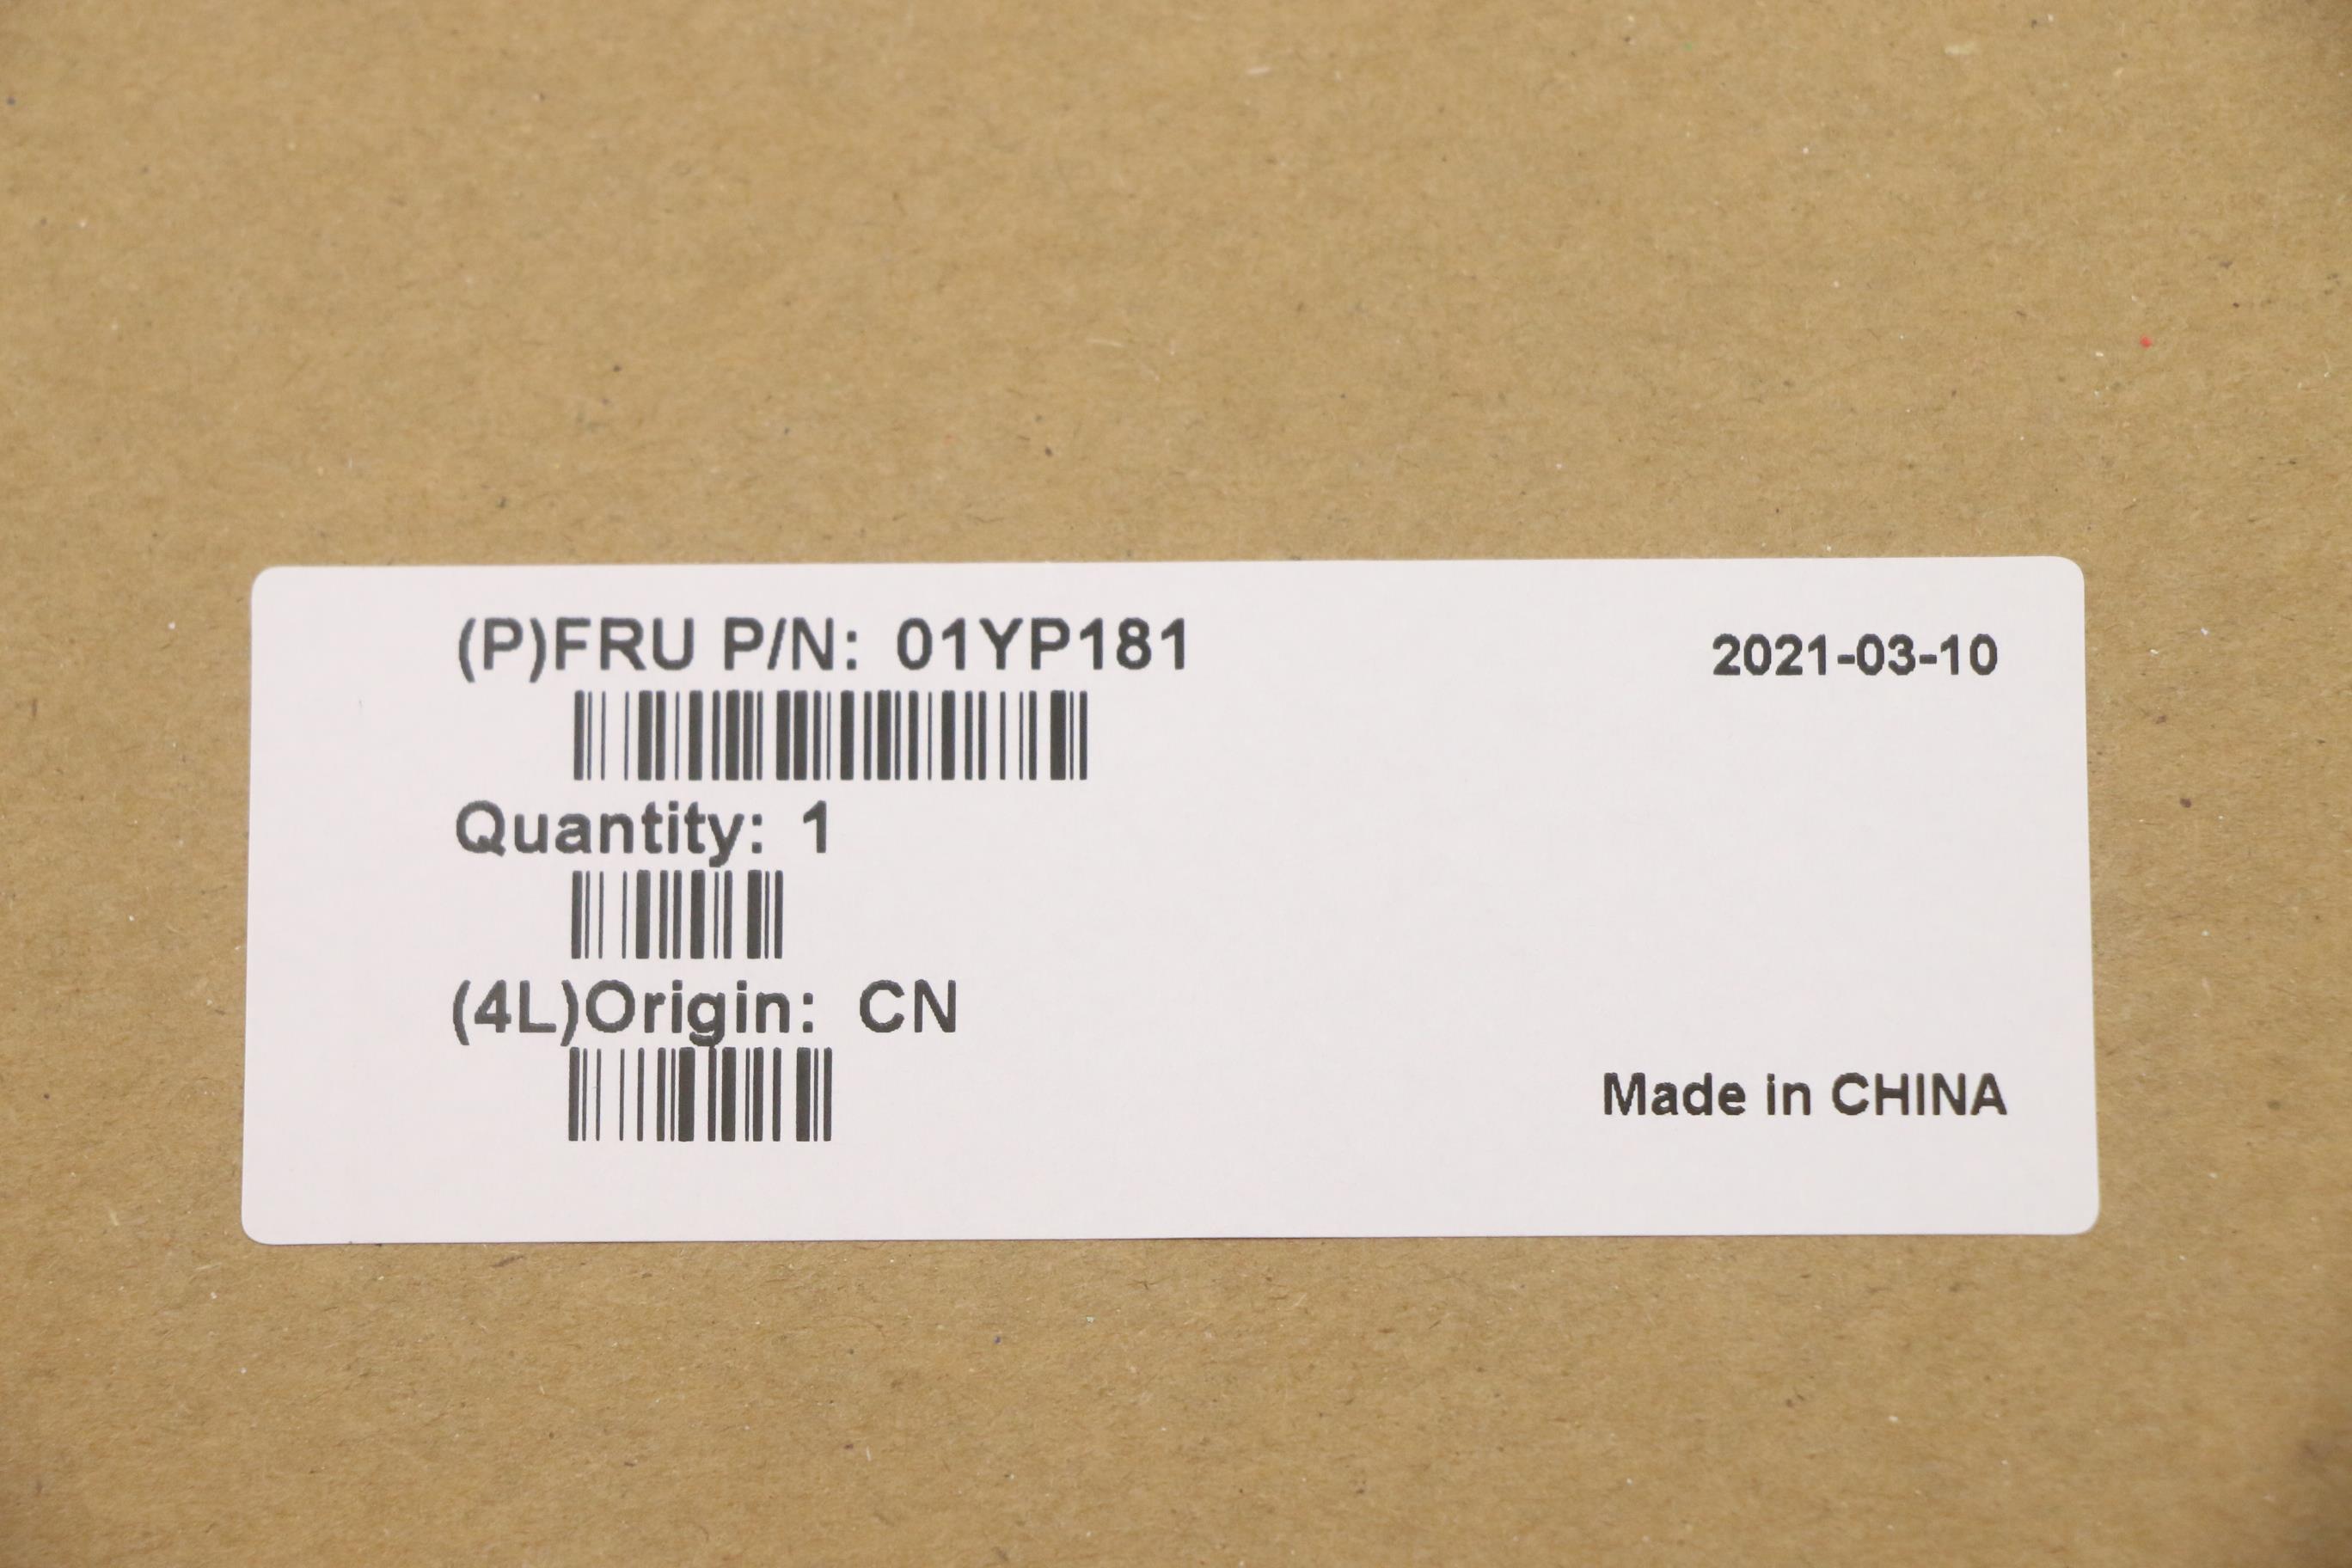 (P)FRU P/N: 01YP181
2021-03-10
Quantity: 1
(4L)Origin: CN
Made in CHINA